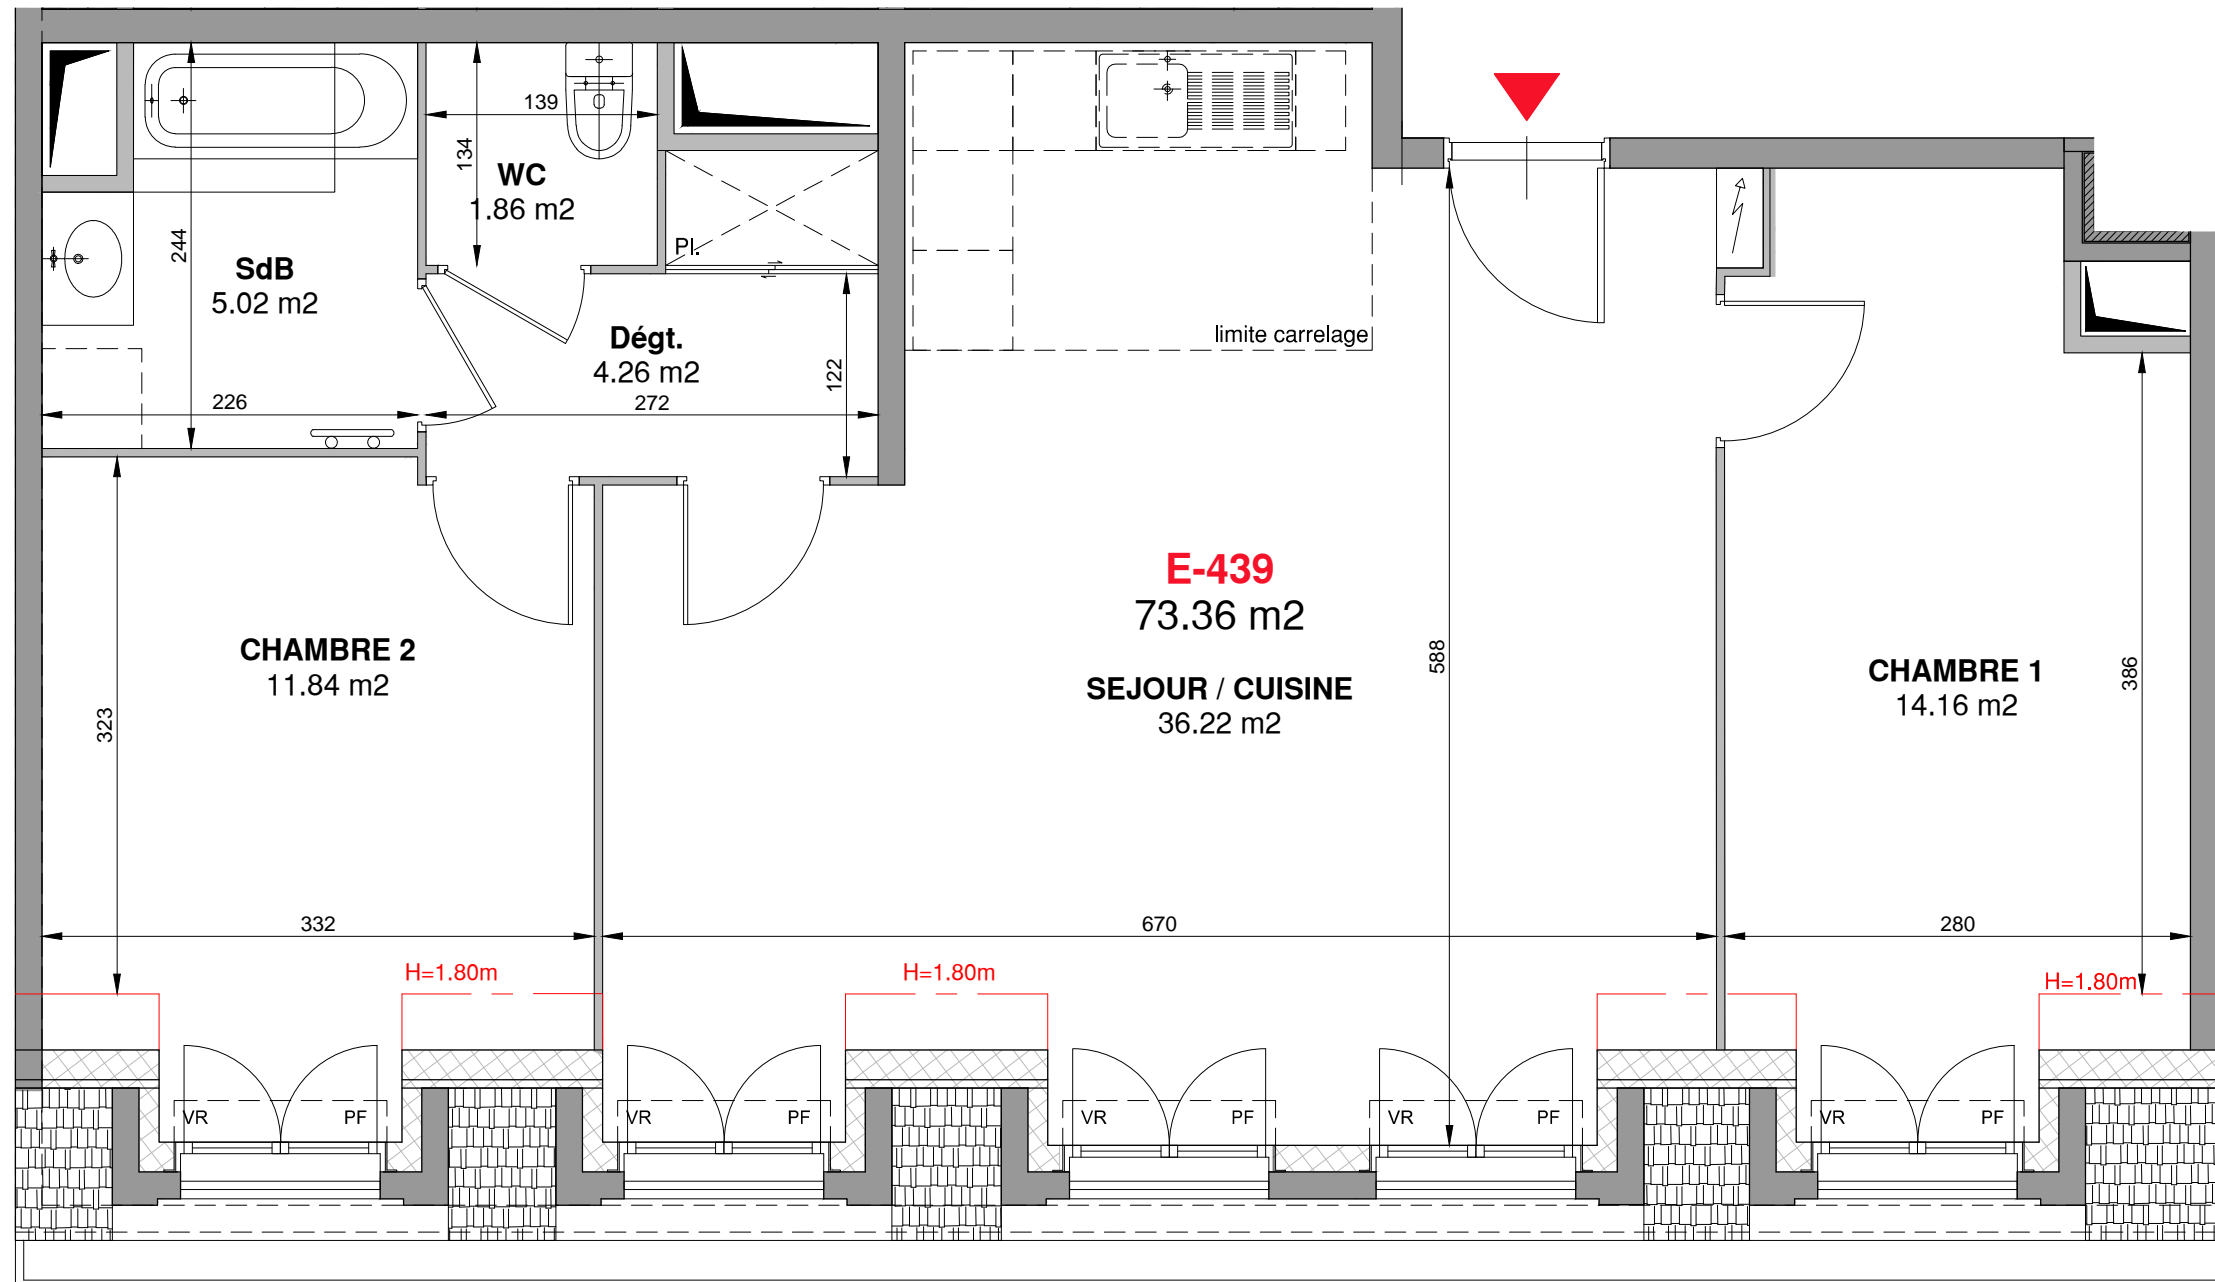 139
134
WC
1.86 m2
Pl.
244
SdB
5.02 m2
Dégt.
4.26 m2
122
limite carrelage
226
272
E-439
73.36 m2
CHAMBRE 2
11.84 m2
SEJOUR / CUISINE
36.22 m2
588
CHAMBRE 1
14.16 m2
386
323
332
670
280
H=1.80m
H=1.80m
H=1.80m
VR PF
VR PF
VR PF
VR PF
VR PF